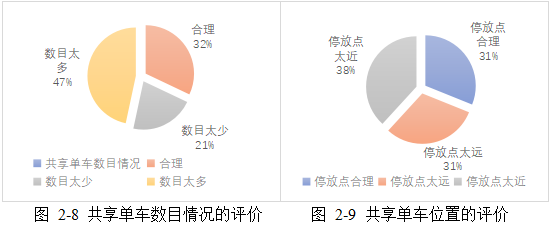 合理
32%
数目太
多
47%
数目太少
21%
共享单车数目情况 合理
数目太少 数目太多
图 2-8 共享单车数目情况的评价
停放点
合理
31%
停放点
太近
38%
停放点太远
31%
停放点合理 停放点太远 停放点太近
图 2-9 共享单车位置的评价